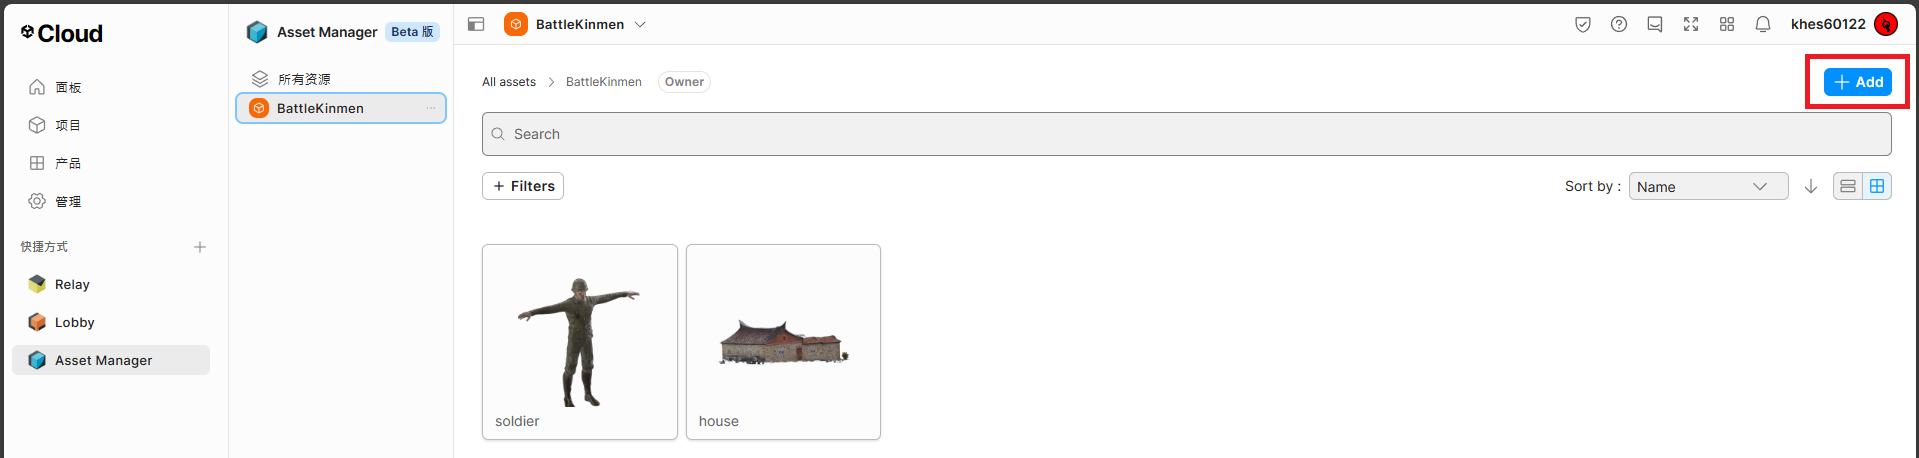 Cloud
面板
项目
产品
管理
快捷方式
Relay
Lobby
Asset Manager
Asset Manager Beta 版
所有资源
BattleKinmen
BattleKinmen
khes60122
All assets > BattleKinmen Owner
+ Add
Search
+ Filters
Sort by : Name
soldier
house